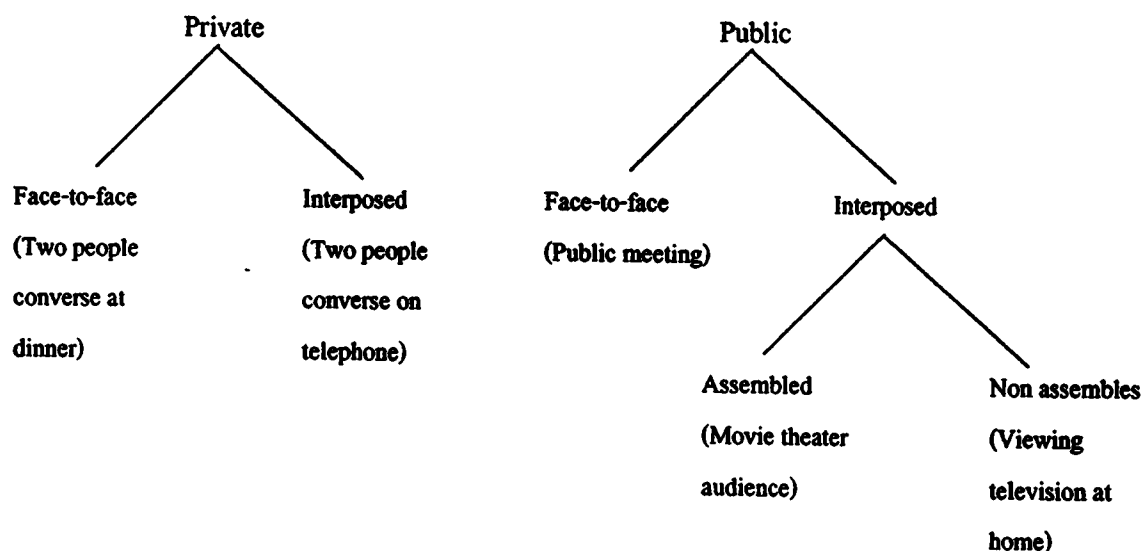 Private
Public
Face-to-face
(Two people
converse at
dinner)
Interposed
(Two people
converse on
telephone)
Face-to-face
(Public meeting)
Interposed
Assembled
(Movie theater
audience)
Non assembles
(Viewing
television at
home)